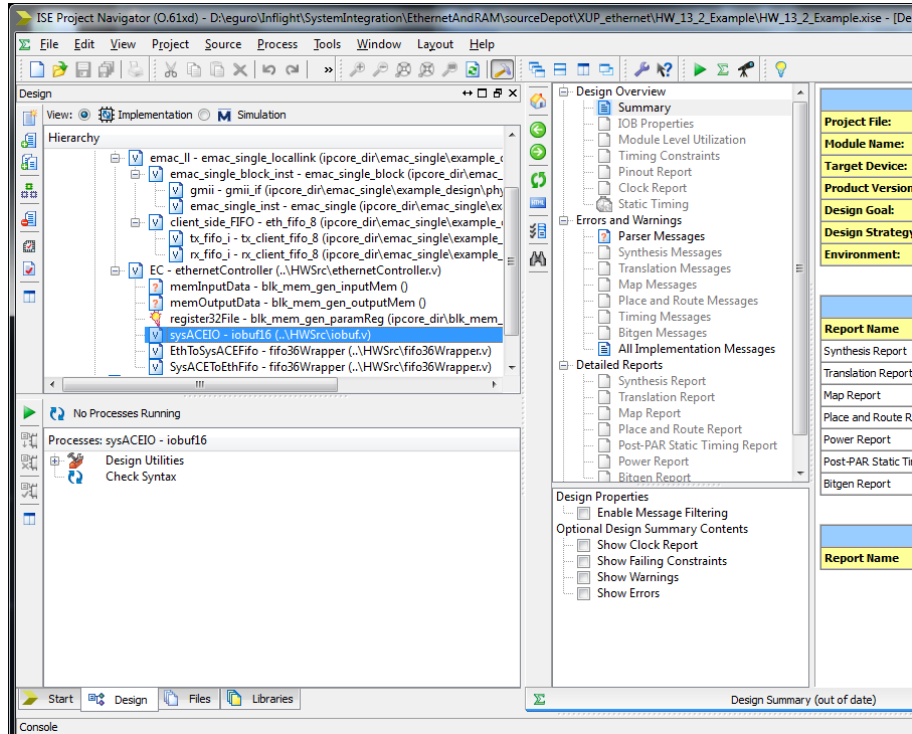 ISE Project Navigator (O.61xd) - D:\eguro\Inflight\SystemIntegration\EthernetAndRAM\sourceDepot\XUP_ethernet\HW_13_2_Example\HW_13_2_Example.xise - [De
File Edit View Project Source Process Tools Window Layout Help
Design
View: Implementation Simulation
Hierarchy
emac_ll - emac_single_locallink (ipcore_dir\emac_single\example_
emac_single_block_inst - emac_single_block (ipcore_dir\emac_
gmii - gmii_if (ipcore_dir\emac_single\example_design\phy
emac_single_inst - emac_single (ipcore_dir\emac_single\ex
client_side_FIFO - eth_fifo_8 (ipcore_dir\emac_single\example_
tx_fifo_i - tx_client_fifo_8 (ipcore_dir\emac_single\example_
rx_fifo_i - rx_client_fifo_8 (ipcore_dir\emac_single\example_
EC - ethernetController (..\HWSrc\ethernetController.v)
memInputData - blk_mem_gen_inputMem ()
memOutputData - blk_mem_gen_outputMem ()
register32File - blk_mem_gen_paramReg (ipcore_dir\blk_mem_
sysACEIO - iobuf16 (..\HWSrc\iobuf.v)
EthToSysACEFifo - fifo36Wrapper (..\HWSrc\fifo36Wrapper.v)
SysACEToEthFifo - fifo36Wrapper (..\HWSrc\fifo36Wrapper.v)
No Processes Running
Processes: sysACEIO - iobuf16
Design Utilities
Check Syntax
Start Design Files Libraries
Console
Design Overview
Summary
IOB Properties
Module Level Utilization
Timing Constraints
Pinout Report
Clock Report
Static Timing
Errors and Warnings
Parser Messages
Synthesis Messages
Translation Messages
Map Messages
Place and Route Messages
Timing Messages
Bitgen Messages
All Implementation Messages
Detailed Reports
Synthesis Report
Translation Report
Map Report
Place and Route Report
Post-PAR Static Timing Report
Power Report
Bitgen Report
Design Properties
Enable Message Filtering
Optional Design Summary Contents
Show Clock Report
Show Failing Constraints
Show Warnings
Show Errors
Design Summary (out of date)
Project File:
Module Name:
Target Device:
Product Version
Design Goal:
Design Strategy
Environment:
Report Name
Synthesis Report
Translation Report
Map Report
Place and Route R
Power Report
Post-PAR Static Ti
Bitgen Report
Report Name